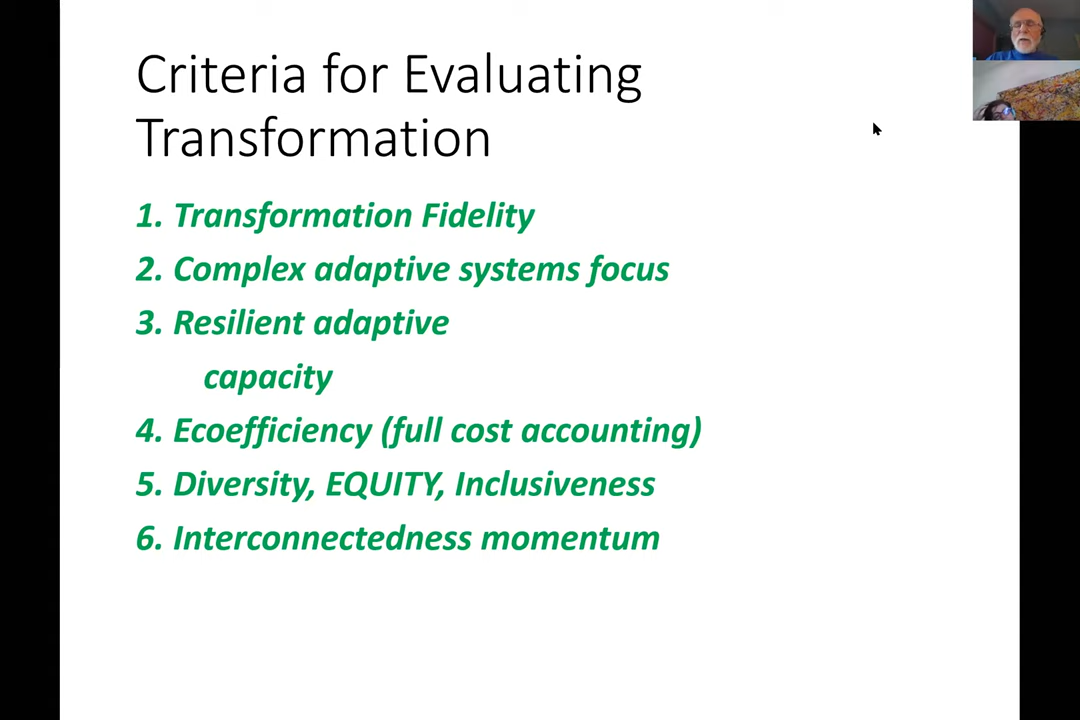 Criteria for Evaluating
Transformation
1. Transformation Fidelity
2. Complex adaptive systems focus
3. Resilient adaptive
capacity
4. Ecoefficiency (full cost accounting)
5. Diversity, EQUITY, Inclusiveness
6. Interconnectedness momentum